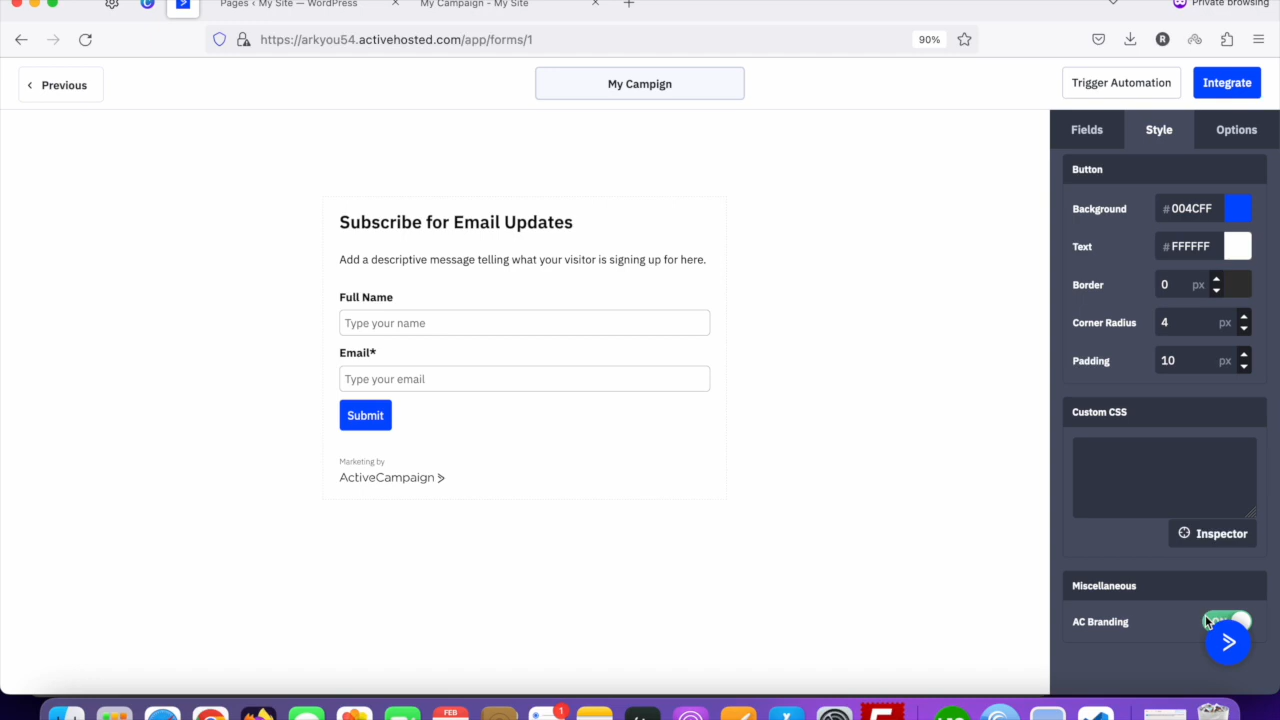 Pages < My Site — WordPress
My Campaign - My Site
Private browsing
https://arkyou54.activehosted.com/app/forms/1
90%
Previous
My Campign
Trigger Automation
Integrate
Fields
Style
Options
Button
Background
#004CFF
Text
#FFFFFF
Border
0 px
Corner Radius
4 px
Padding
10 px
Custom CSS
Inspector
Miscellaneous
AC Branding
Subscribe for Email Updates
Add a descriptive message telling what your visitor is signing up for here.
Full Name
Type your name
Email*
Type your email
Submit
Marketing by
ActiveCampaign
FEB
1